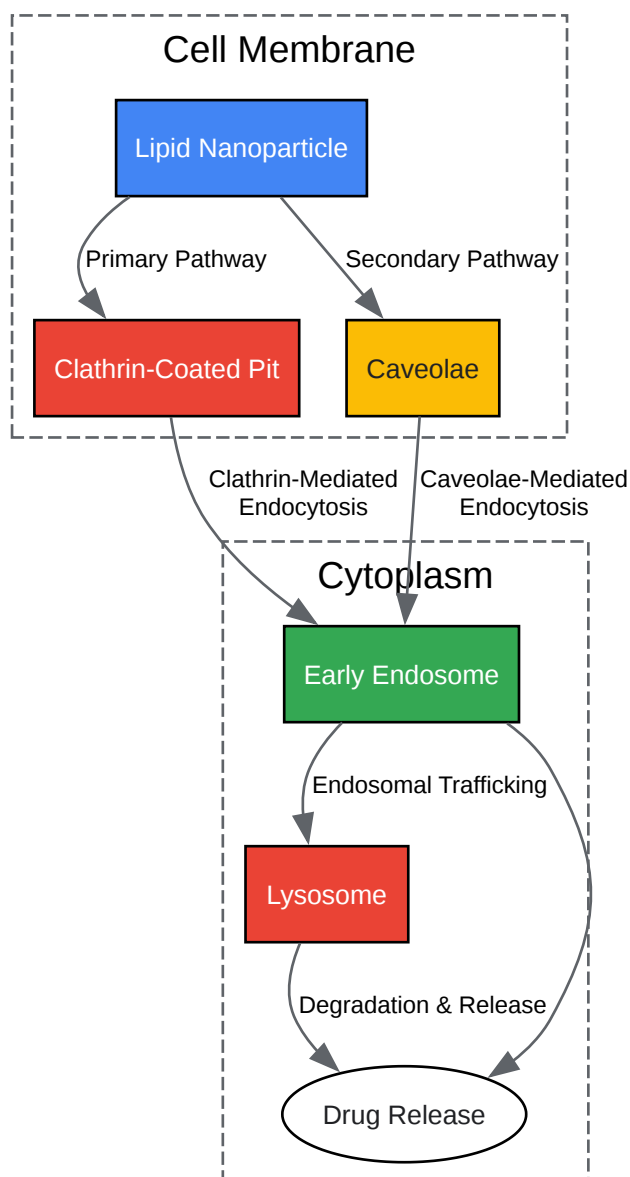 Cell Membrane
Lipid Nanoparticle
Primary Pathway
Secondary Pathway
Clathrin-Coated Pit
Caveolae
Clathrin-Mediated
Endocytosis
Caveolae-Mediated
Endocytosis
Cytoplasm
Early Endosome
Endosomal Trafficking
Lysosome
Degradation & Release
Drug Release